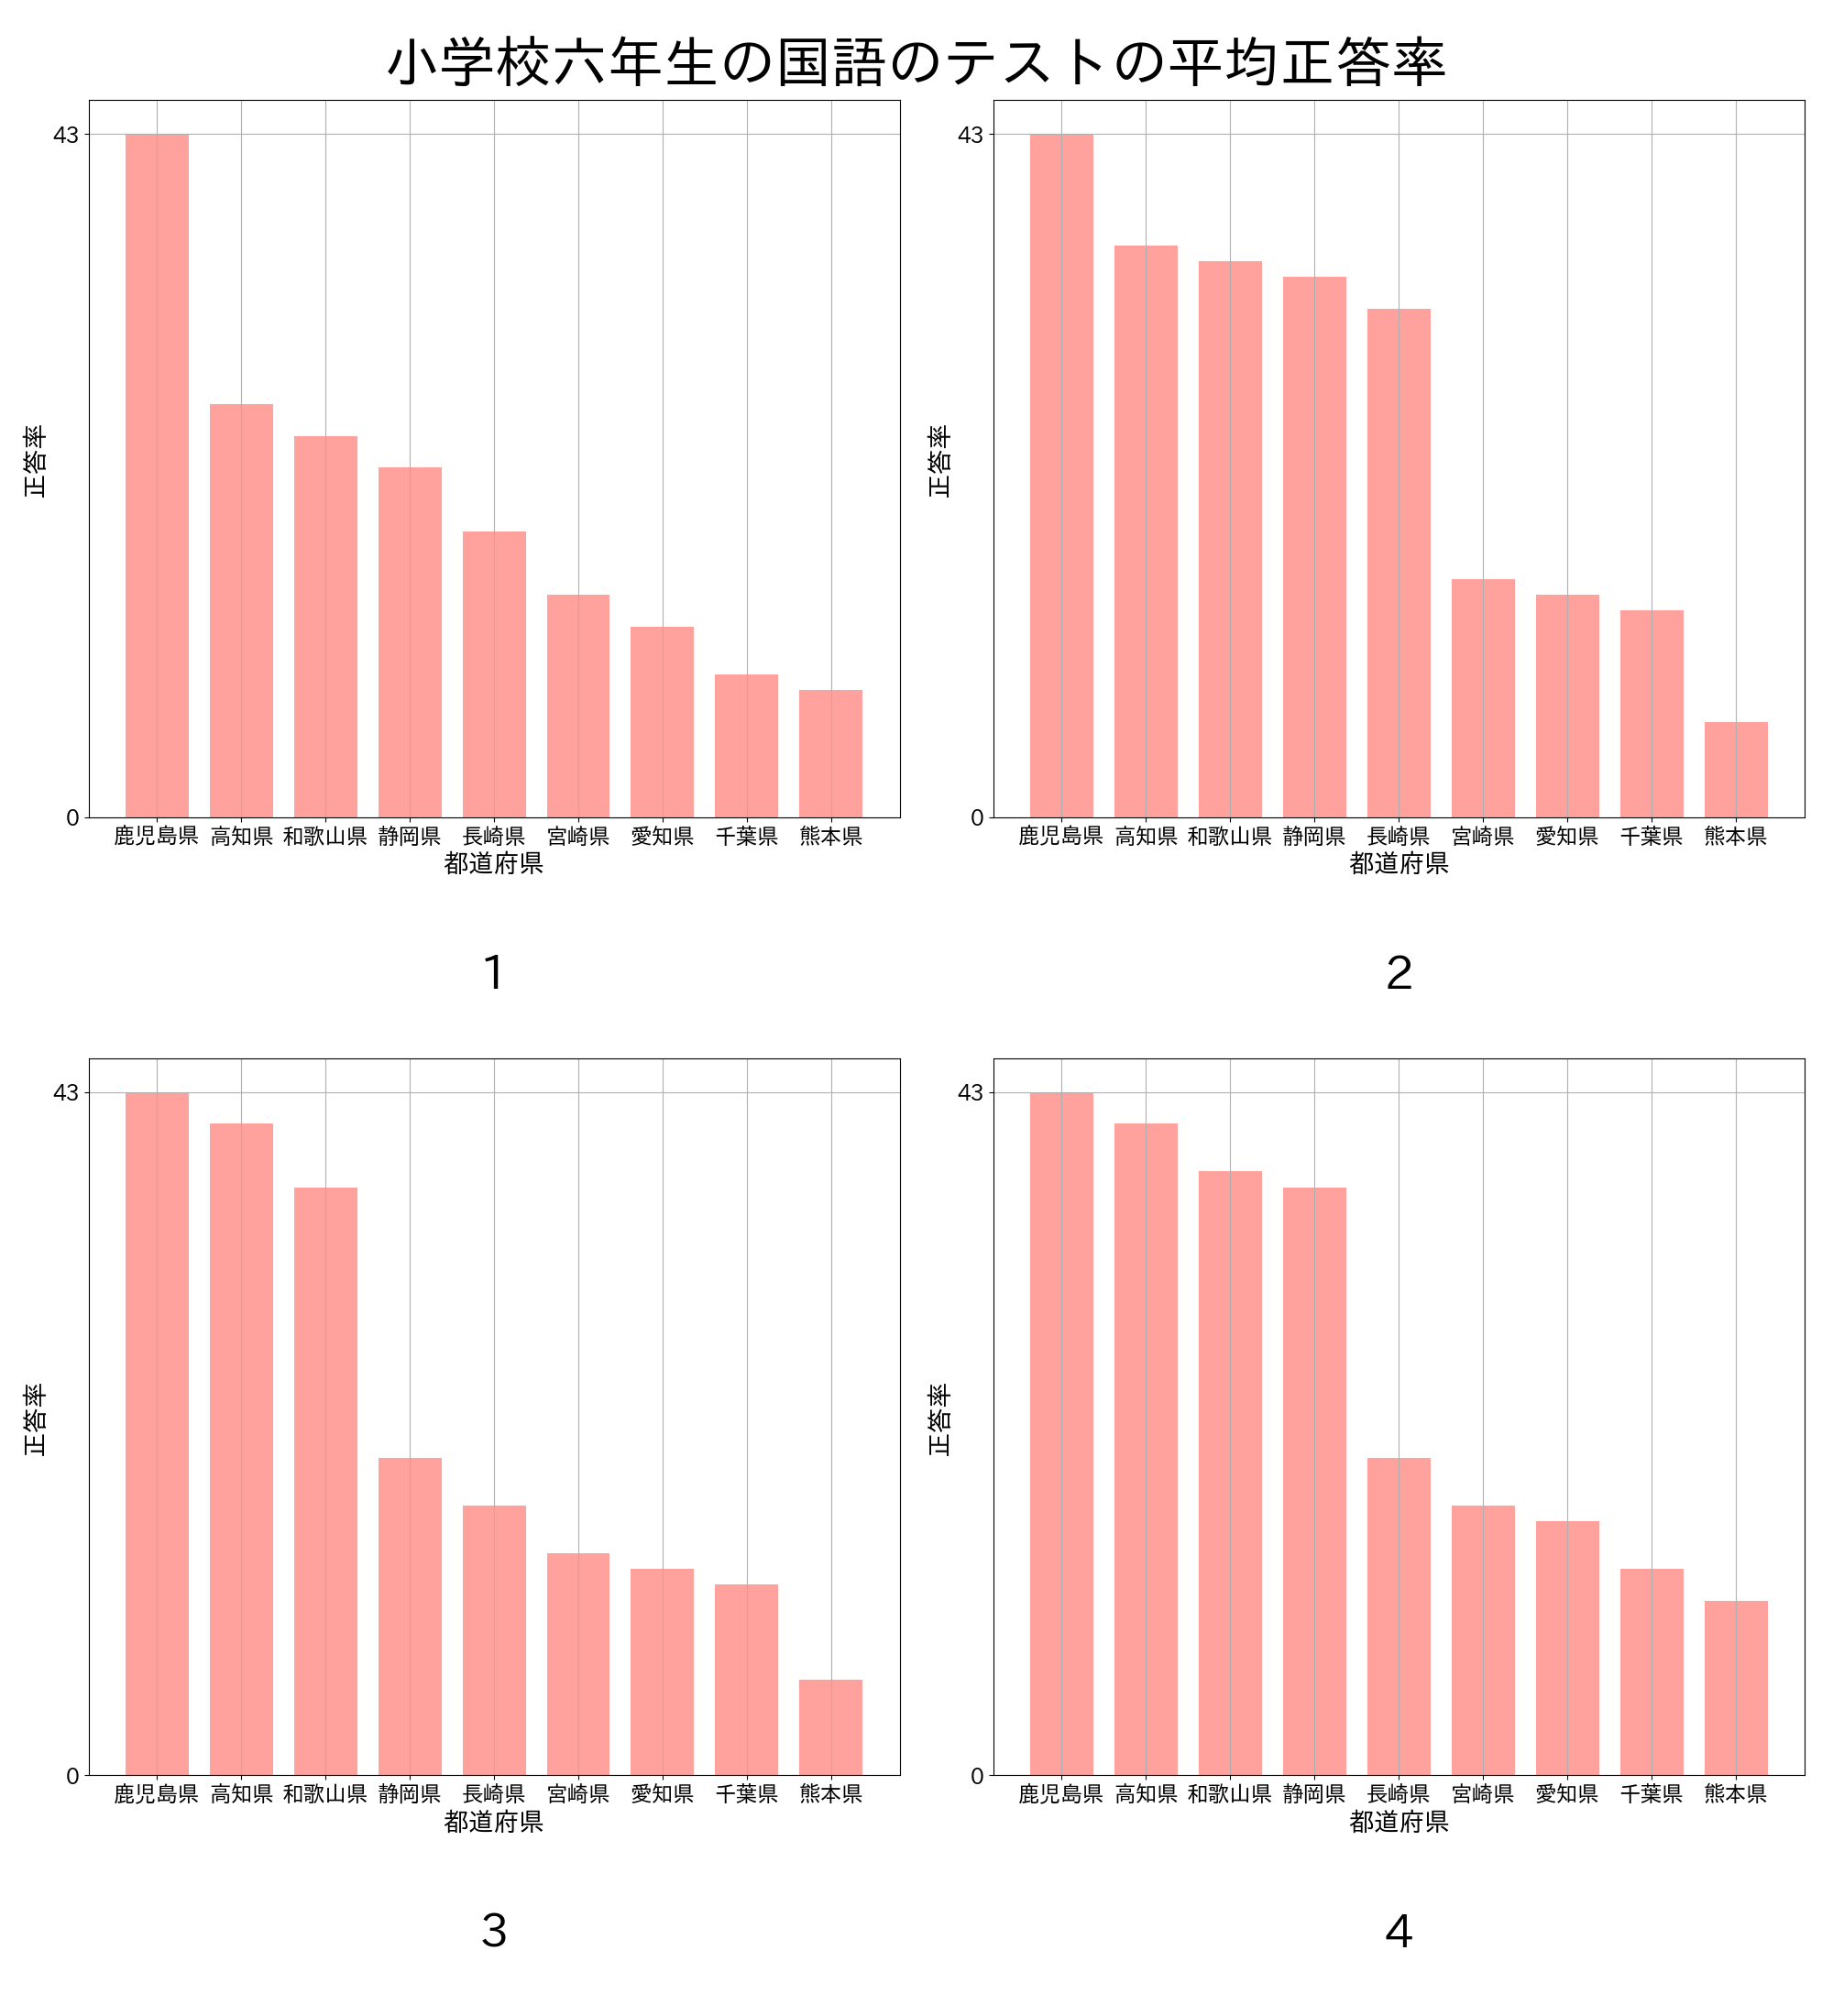 小学校六年生の国語のテストの平均正答率
43
0
正答率
鹿児島県 高知県 和歌山県 静岡県 長崎県 宮崎県 愛知県 千葉県 熊本県
都道府県
1
43
0
正答率
鹿児島県 高知県 和歌山県 静岡県 長崎県 宮崎県 愛知県 千葉県 熊本県
都道府県
2
43
0
正答率
鹿児島県 高知県 和歌山県 静岡県 長崎県 宮崎県 愛知県 千葉県 熊本県
都道府県
3
43
0
正答率
鹿児島県 高知県 和歌山県 静岡県 長崎県 宮崎県 愛知県 千葉県 熊本県
都道府県
4